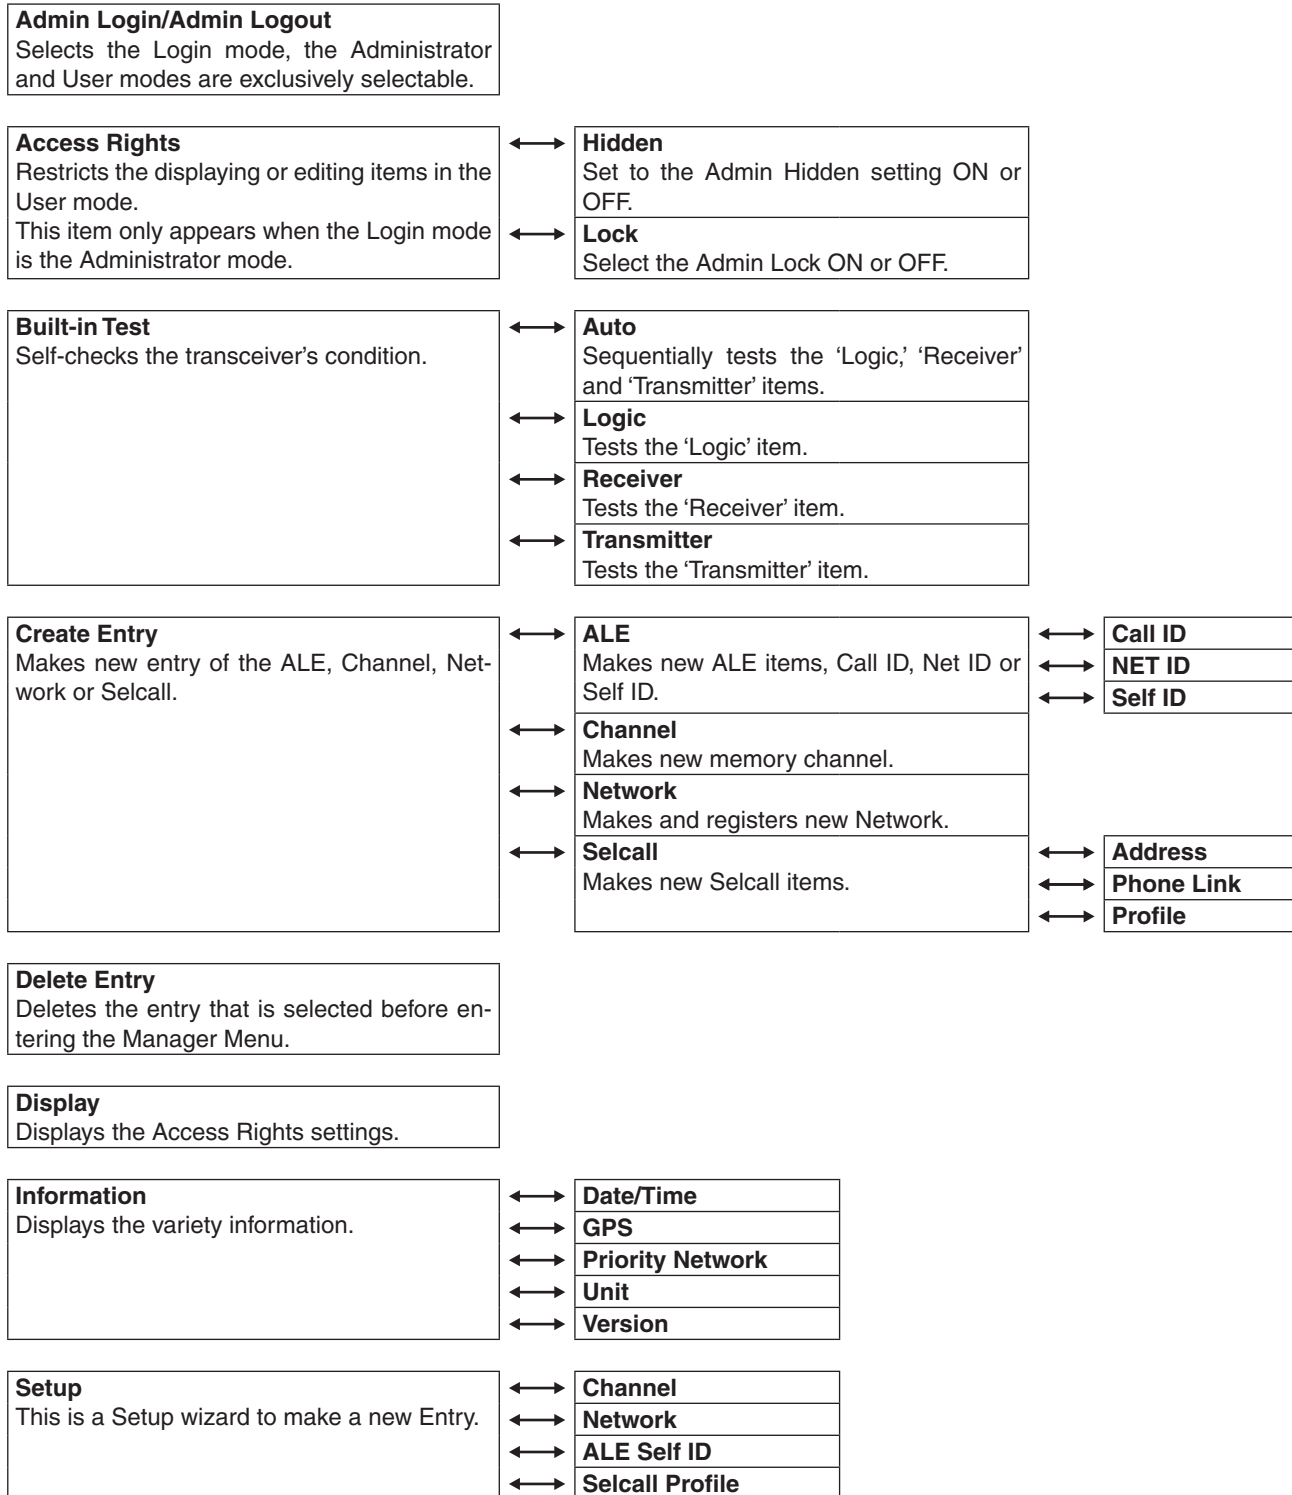 Admin Login/Admin Logout
Selects the Login mode, the Administrator
and User modes are exclusively selectable.
Access Rights
Restricts the displaying or editing items in the
User mode.
This item only appears when the Login mode
is the Administrator mode.
Hidden
Set to the Admin Hidden setting ON or
OFF.
Lock
Select the Admin Lock ON or OFF.
Built-in Test
Self-checks the transceiver's condition.
Auto
Sequentially tests the ‘Logic,’ ‘Receiver’
and ‘Transmitter’ items.
Logic
Tests the ‘Logic’ item.
Receiver
Tests the ‘Receiver’ item.
Transmitter
Tests the ‘Transmitter’ item.
Create Entry
Makes new entry of the ALE, Channel, Net-
work or Selcall.
ALE
Makes new ALE items, Call ID, Net ID or
Self ID.
Call ID
NET ID
Self ID
Channel
Makes new memory channel.
Network
Makes and registers new Network.
Selcall
Makes new Selcall items.
Address
Phone Link
Profile
Delete Entry
Deletes the entry that is selected before en-
tering the Manager Menu.
Display
Displays the Access Rights settings.
Information
Displays the variety information.
Date/Time
GPS
Priority Network
Unit
Version
Setup
This is a Setup wizard to make a new Entry.
Channel
Network
ALE Self ID
Selcall Profile